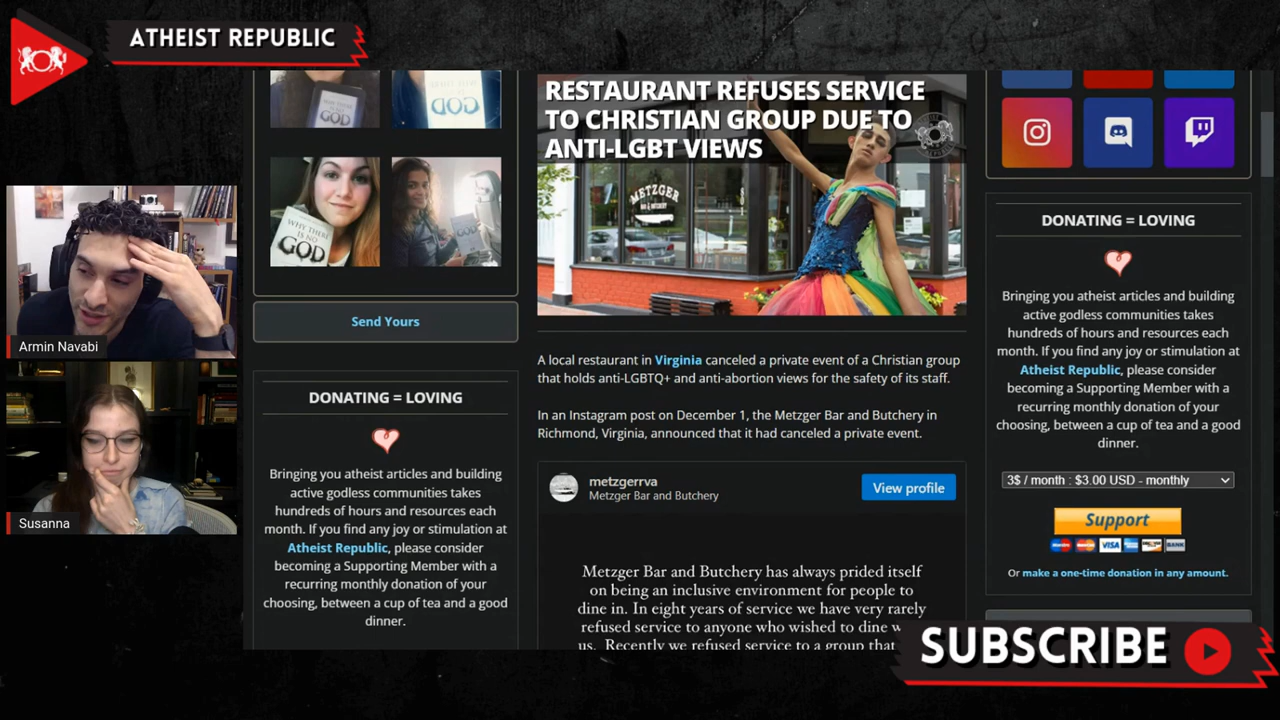 ATHEIST REPUBLIC
GOD
GOD
WHY THERE
IS NO
GOD
Send Yours
DONATING = LOVING
Bringing you atheist articles and building
active godless communities takes
hundreds of hours and resources each
month. If you find any joy or stimulation at
Atheist Republic, please consider
becoming a Supporting Member with a
recurring monthly donation of your
choosing, between a cup of tea and a good
dinner.
RESTAURANT REFUSES SERVICE
TO CHRISTIAN GROUP DUE TO
ANTI-LGBT VIEWS
METZGER
BAR & BUTCHERY
A local restaurant in Virginia canceled a private event of a Christian group
that holds anti-LGBTQ+ and anti-abortion views for the safety of its staff.
In an Instagram post on December 1, the Metzger Bar and Butchery in
Richmond, Virginia, announced that it had canceled a private event.
metzgerrva
Metzger Bar and Butchery
View profile
Metzger Bar and Butchery has always prided itself
on being an inclusive environment for people to
dine in. In eight years of service we have very rarely
refused service to anyone who wished to dine
us. Recently we refused service to a group that
DONATING = LOVING
Bringing you atheist articles and building
active godless communities takes
hundreds of hours and resources each
month. If you find any joy or stimulation at
Atheist Republic, please consider
becoming a Supporting Member with a
recurring monthly donation of your
choosing, between a cup of tea and a good
dinner.
3$ / month : $3.00 USD - monthly
Support
VISA
BANK
Or make a one-time donation in any amount.
Armin Navabi
Susanna
SUBSCRIBE